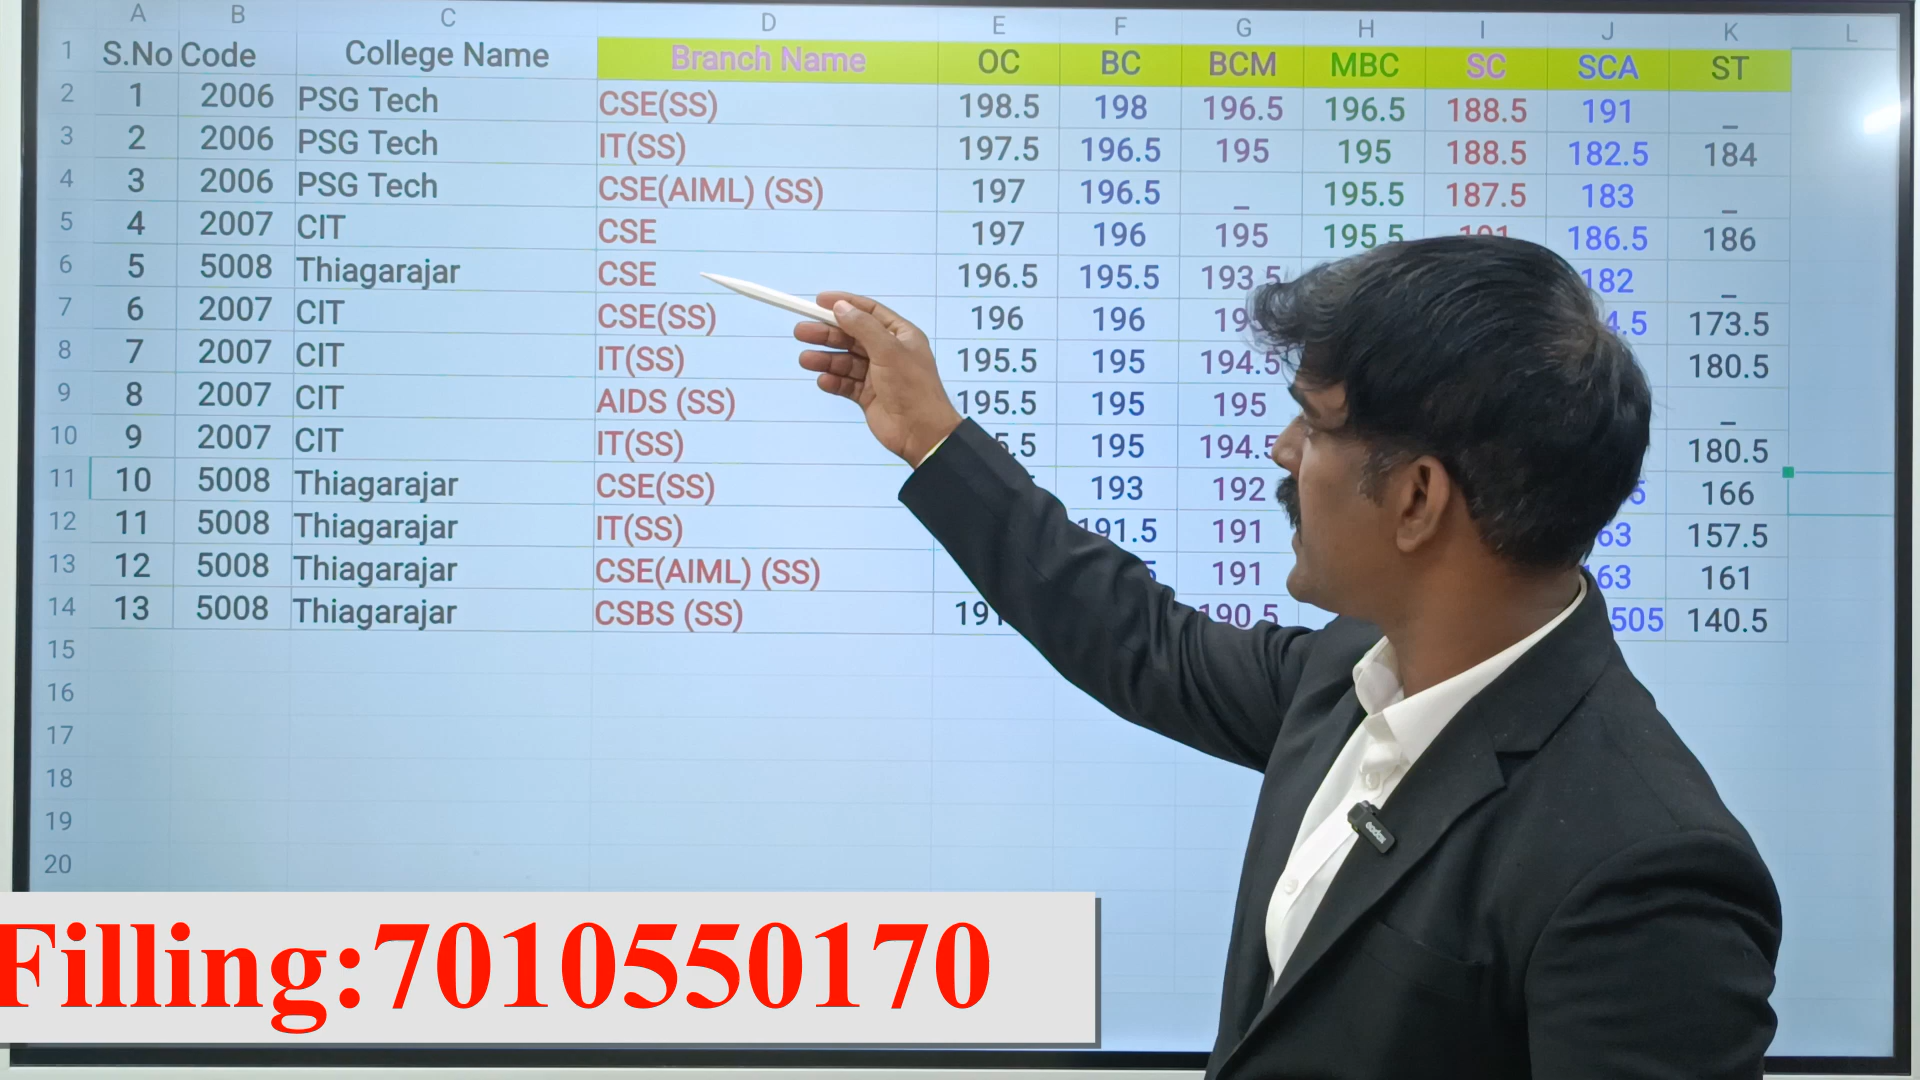 A B C D E F G H I J K L
1 S.No Code College Name Branch Name OC BC BCM MBC SC SCA ST
2 1 2006 PSG Tech CSE(SS) 198.5 198 196.5 196.5 188.5 191 _
3 2 2006 PSG Tech IT(SS) 197.5 196.5 195 195 188.5 182.5 184
4 3 2006 PSG Tech CSE(AIML) (SS) 197 196.5 _ 195.5 187.5 183 _
5 4 2007 CIT CSE 197 196 195 195.5 191 186.5 186
6 5 5008 Thiagarajar CSE 196.5 195.5 193.5 182 _
7 6 2007 CIT CSE(SS) 196 196 173.5
8 7 2007 CIT IT(SS) 195.5 195 194.5 180.5
9 8 2007 CIT AIDS (SS) 195.5 195 195 _
10 9 2007 CIT IT(SS) 195 194.5 180.5
11 10 5008 Thiagarajar CSE(SS) 193 192 166
12 11 5008 Thiagarajar IT(SS) 191.5 191 157.5
13 12 5008 Thiagarajar CSE(AIML) (SS) 191 161
14 13 5008 Thiagarajar CSBS (SS) 190.5 140.5
15
16
17
18
19
20
Filling:7010550170
Godox